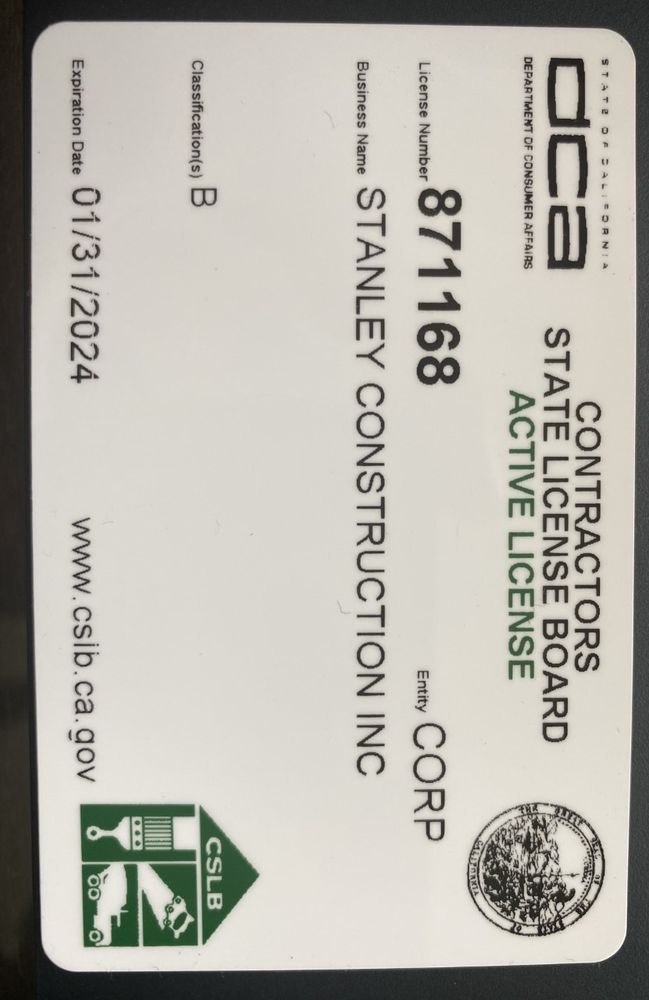 STATE OF CALIFORNIA
dca
DEPARTMENT OF CONSUMER AFFAIRS
CONTRACTORS
STATE LICENSE BOARD
ACTIVE LICENSE
License Number 871168
Entity CORP
Business Name STANLEY CONSTRUCTION INC
Classification(s) B
Expiration Date 01/31/2024
www.cslb.ca.gov
CSLB